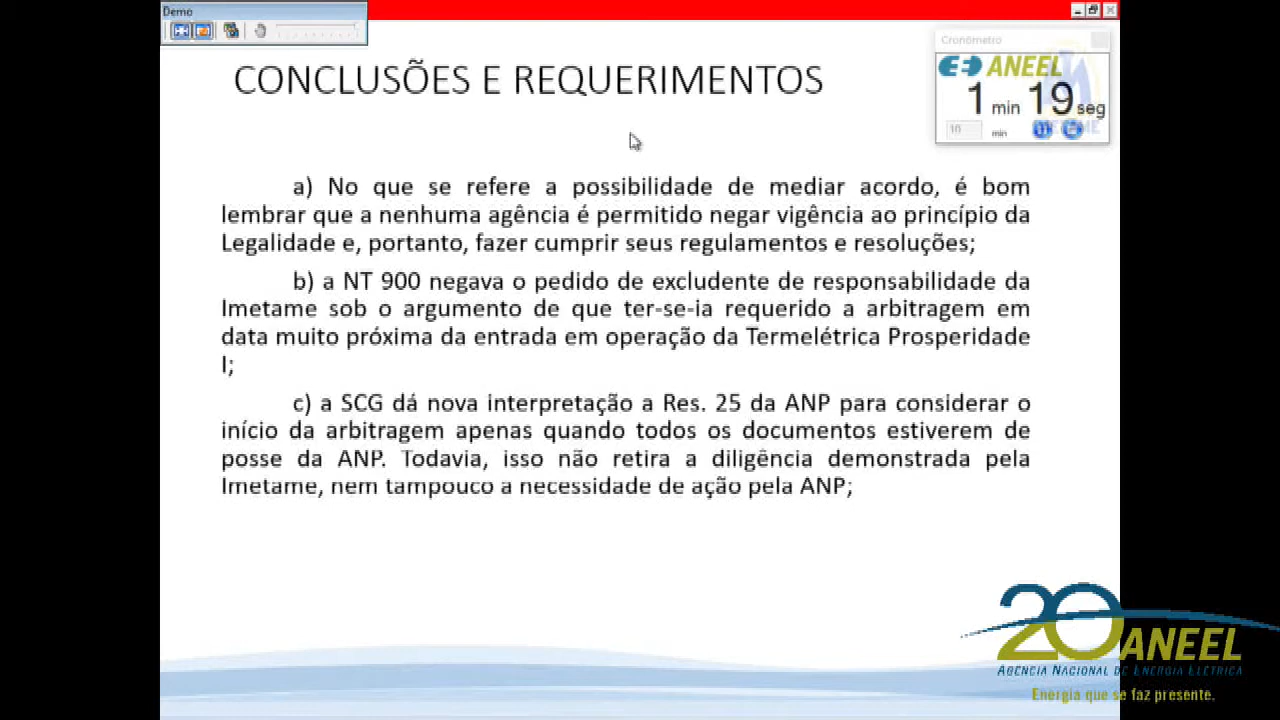 Demo
Cronômetro
ANEEL
1 min 19 seg
10 min
CONCLUSÕES E REQUERIMENTOS
a) No que se refere a possibilidade de mediar acordo, é bom
lembrar que a nenhuma agência é permitido negar vigência ao princípio da
Legalidade e, portanto, fazer cumprir seus regulamentos e resoluções;
b) a NT 900 negava o pedido de excludente de responsabilidade da
Imetame sob o argumento de que ter-se-ia requerido a arbitragem em
data muito próxima da entrada em operação da Termelétrica Prosperidade
I;
c) a SCG dá nova interpretação a Res. 25 da ANP para considerar o
início da arbitragem apenas quando todos os documentos estiverem de
posse da ANP. Todavia, isso não retira a diligência demonstrada pela
Imetame, nem tampouco a necessidade de ação pela ANP;
20 ANEEL
AGÊNCIA NACIONAL DE ENERGIA ELÉTRICA
Energia que se faz presente.